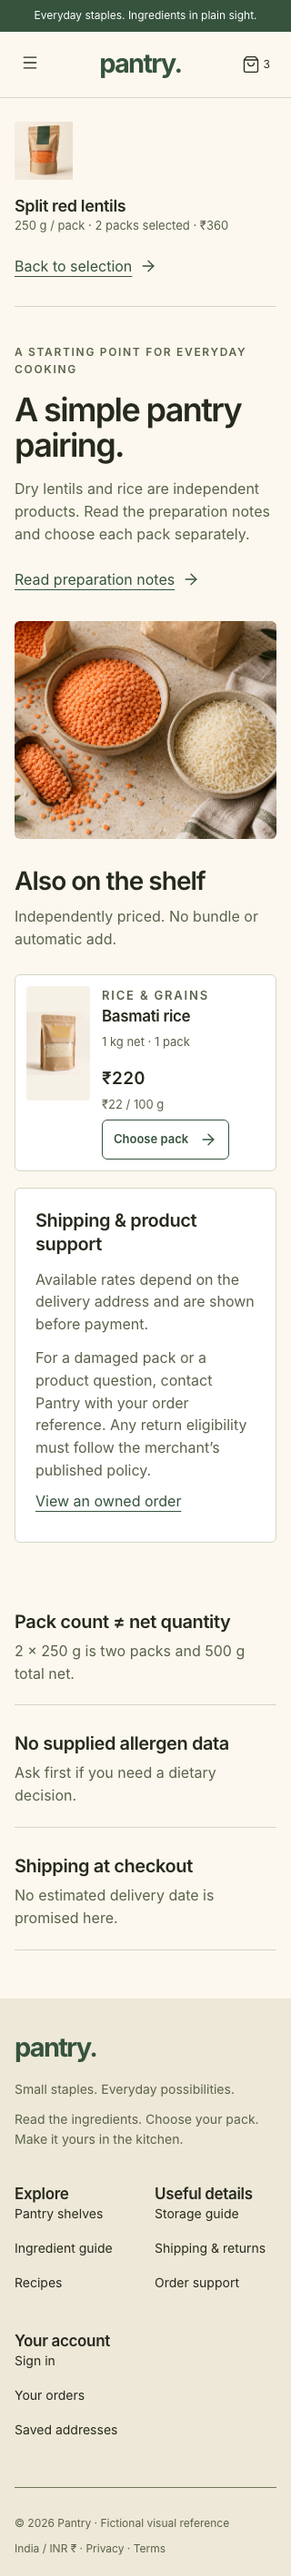 Everyday staples. Ingredients in plain sight.
pantry.
3
Split red lentils
250 g / pack · 2 packs selected · ₹360
Back to selection
A STARTING POINT FOR EVERYDAY
COOKING
A simple pantry
pairing.
Dry lentils and rice are independent
products. Read the preparation notes
and choose each pack separately.
Read preparation notes
Also on the shelf
Independently priced. No bundle or
automatic add.
RICE & GRAINS
Basmati rice
1 kg net · 1 pack
₹220
₹22 / 100 g
Choose pack
Shipping & product
support
Available rates depend on the
delivery address and are shown
before payment.
For a damaged pack or a
product question, contact
Pantry with your order
reference. Any return eligibility
must follow the merchant’s
published policy.
View an owned order
Pack count ≠ net quantity
2 × 250 g is two packs and 500 g
total net.
No supplied allergen data
Ask first if you need a dietary
decision.
Shipping at checkout
No estimated delivery date is
promised here.
pantry.
Small staples. Everyday possibilities.
Read the ingredients. Choose your pack.
Make it yours in the kitchen.
Explore
Pantry shelves
Ingredient guide
Recipes
Useful details
Storage guide
Shipping & returns
Order support
Your account
Sign in
Your orders
Saved addresses
© 2026 Pantry · Fictional visual reference
India / INR ₹ · Privacy · Terms